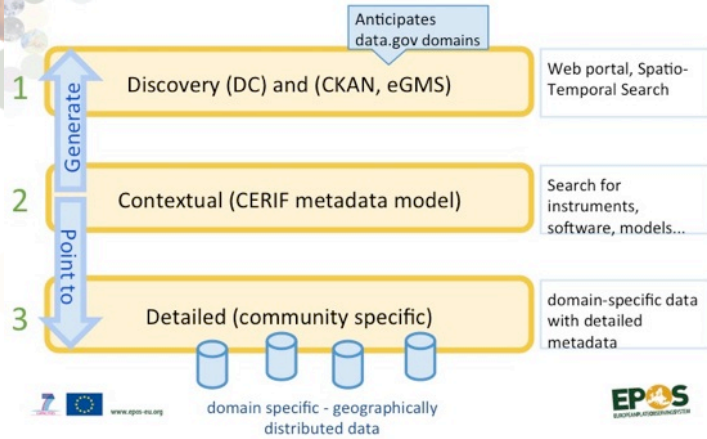 Anticipates
data.gov domains
1
Discovery (DC) and (CKAN, eGMS)
Web portal, Spatio-
Temporal Search
Generate
2
Contextual (CERIF metadata model)
Search for
instruments,
software, models...
Point to
3
Detailed (community specific)
domain-specific data
with detailed
metadata
www.epos-eu.org
domain specific - geographically
distributed data
EPOS